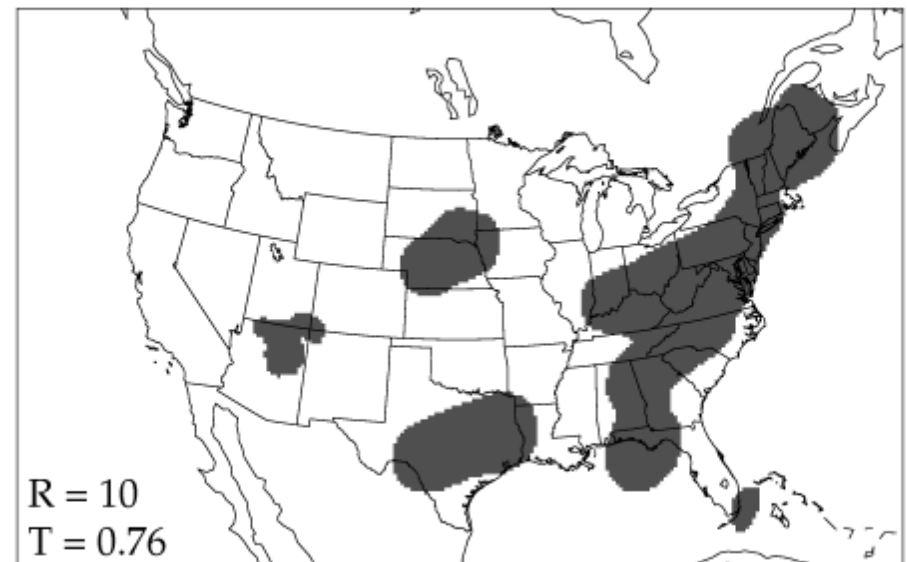 R = 10
T = 0.76